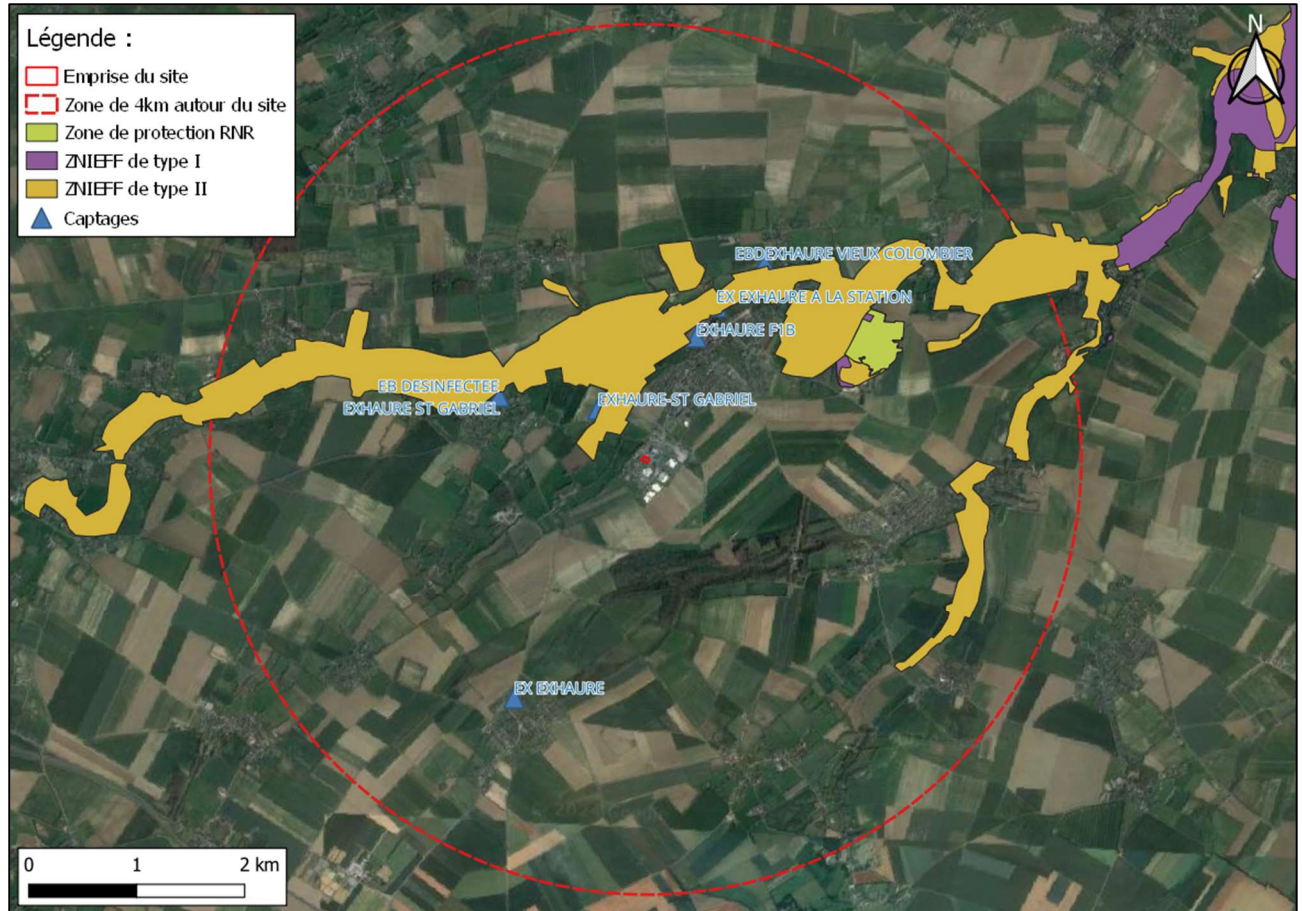 Légende :
Emprise du site
Zone de 4km autour du site
Zone de protection RNR
ZNIEFF de type I
ZNIEFF de type II
Captages
N
EBDEXHAURE VIEUX COLOMBIER
EX EXHAURE A LA STATION
EXHAURE F1B
EB DESINFECTEE
EXHAURE ST GABRIEL
EXHAURE-ST GABRIEL
EX EXHAURE
0 1 2 km